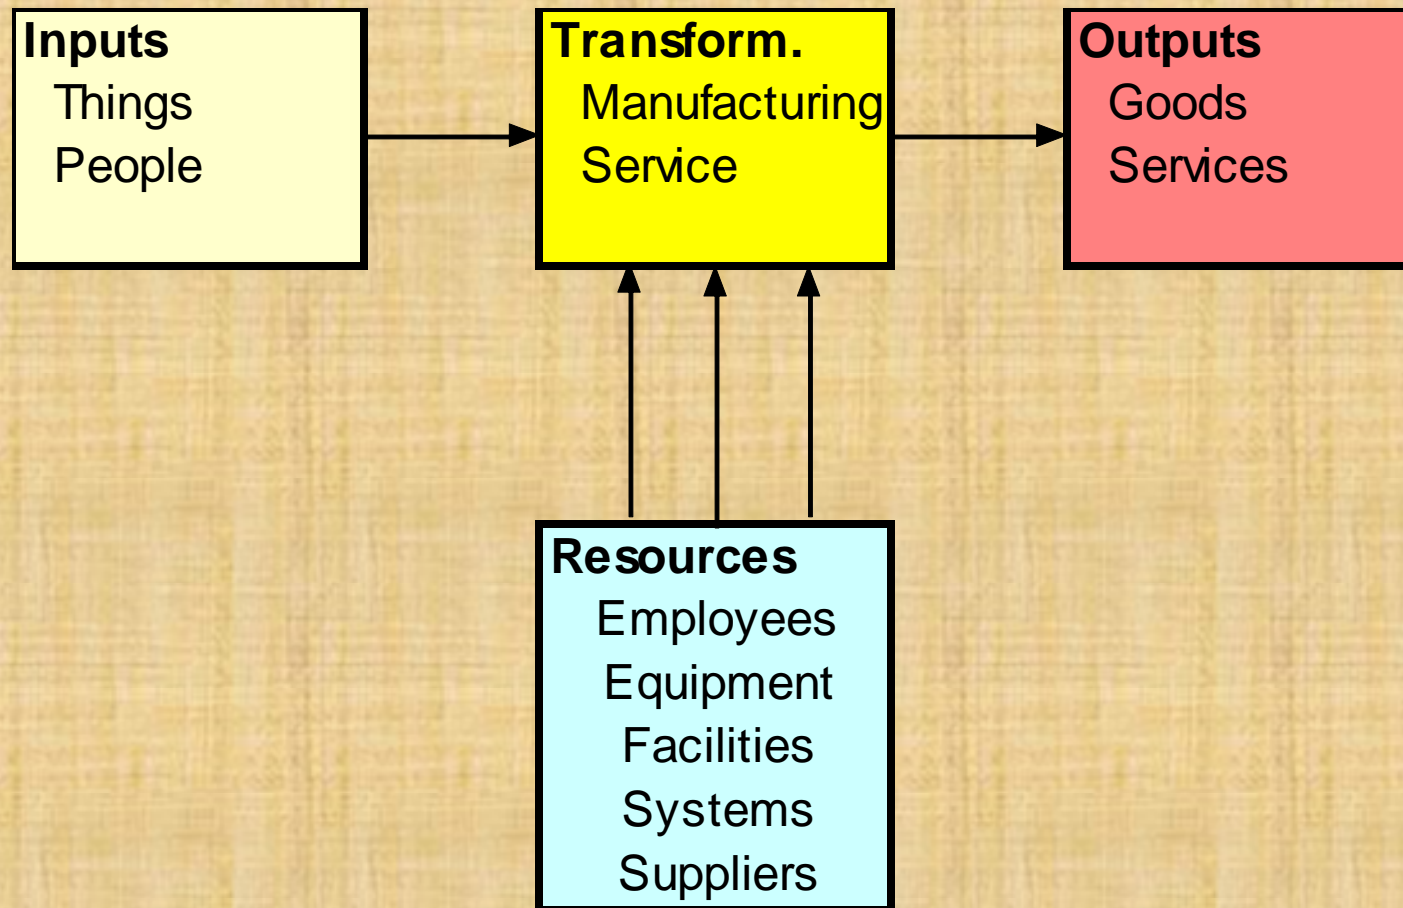 Inputs
Things
People
Transform.
Manufacturing
Service
Outputs
Goods
Services
Resources
Employees
Equipment
Facilities
Systems
Suppliers